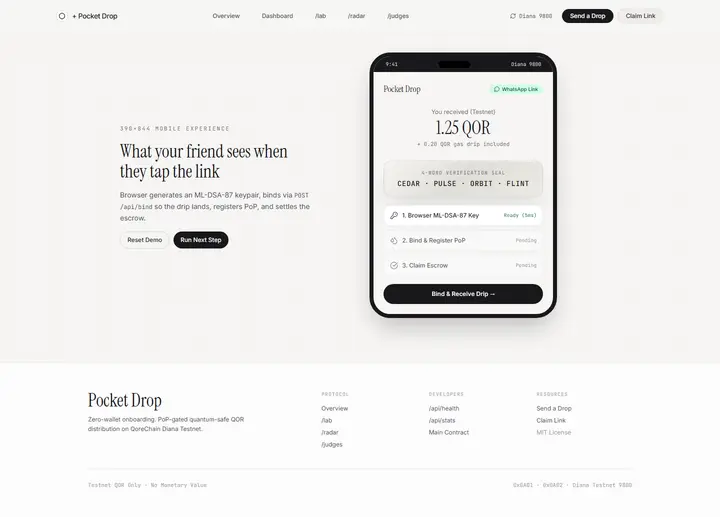 + Pocket Drop
Overview
Dashboard
/lab
/radar
/judges
Diana 9800
Send a Drop
Claim Link
390×844 MOBILE EXPERIENCE
What your friend sees when
they tap the link
Browser generates an ML-DSA-87 keypair, binds via POST
/api/bind so the drip lands, registers PoP, and settles the
escrow.
Reset Demo
Run Next Step
9:41
Diana 9800
Pocket Drop
WhatsApp Link
You received (Testnet)
1.25 QOR
+ 0.20 QOR gas drip included
4-WORD VERIFICATION SEAL
CEDAR · PULSE · ORBIT · FLINT
1. Browser ML-DSA-87 Key
Ready (5ms)
2. Bind & Register PoP
Pending
3. Claim Escrow
Pending
Bind & Receive Drip →
Pocket Drop
Zero-wallet onboarding. PoP-gated quantum-safe QOR
distribution on QoreChain Diana Testnet.
PROTOCOL
Overview
/lab
/radar
/judges
DEVELOPERS
/api/health
/api/stats
Main Contract
RESOURCES
Send a Drop
Claim Link
MIT License
Testnet QOR Only · No Monetary Value
Diana Testnet 9800